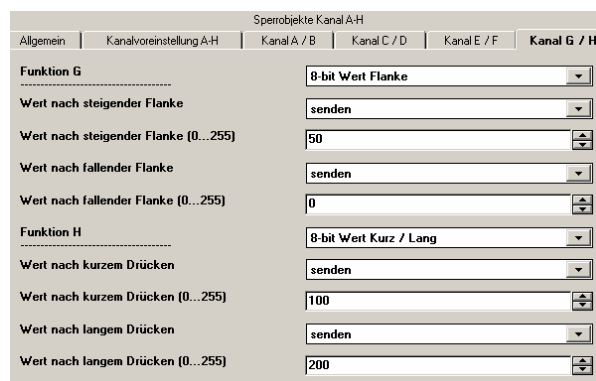 Sperrobjekte Kanal A-H
Allgemein Kanalvoreinstellung A-H Kanal A / B Kanal C / D Kanal E / F Kanal G / H
Funktion G 8-bit Wert Flanke
Wert nach steigender Flanke senden
Wert nach steigender Flanke (0...255) 50
Wert nach fallender Flanke senden
Wert nach fallender Flanke (0...255) 0
Funktion H 8-bit Wert Kurz / Lang
Wert nach kurzem Drücken senden
Wert nach kurzem Drücken (0...255) 100
Wert nach langem Drücken senden
Wert nach langem Drücken (0...255) 200